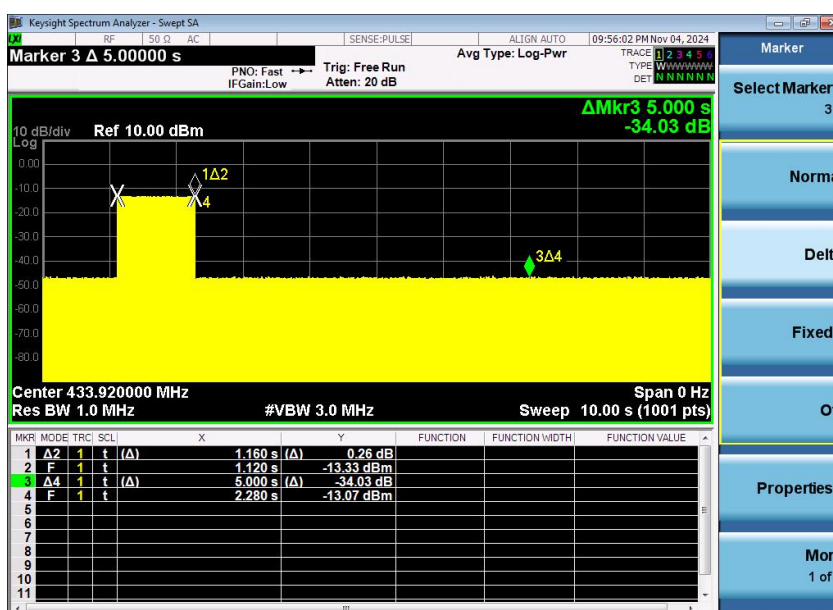 Keysight Spectrum Analyzer - Swept SA
LXI RF 50 Ω AC SENSE:PULSE ALIGN AUTO 09:56:02 PM Nov 04, 2024
Marker 3 Δ 5.00000 s
PNO: Fast
IFGain:Low
Trig: Free Run
Atten: 20 dB
Avg Type: Log-Pwr
TRACE 1 2 3 4 5 6
TYPE WWWWWW
DET N N N N N N
ΔMkr3 5.000 s
-34.03 dB
10 dB/div Ref 10.00 dBm
Log
0.00
-10.0
-20.0
-30.0
-40.0
-50.0
-60.0
-70.0
-80.0
1Δ2
4
3Δ4
Center 433.920000 MHz Span 0 Hz
Res BW 1.0 MHz #VBW 3.0 MHz Sweep 10.00 s (1001 pts)
MKR MODE TRC SCL X Y FUNCTION FUNCTION WIDTH FUNCTION VALUE
1 Δ2 1 t (Δ) 1.160 s (Δ) 0.26 dB
2 F 1 t 1.120 s -13.33 dBm
3 Δ4 1 t (Δ) 5.000 s (Δ) -34.03 dB
4 F 1 t 2.280 s -13.07 dBm
5
6
7
8
9
10
11
Marker
Select Marker
3
Norma
Delt
Fixed
O
Properties
Mor
1 of